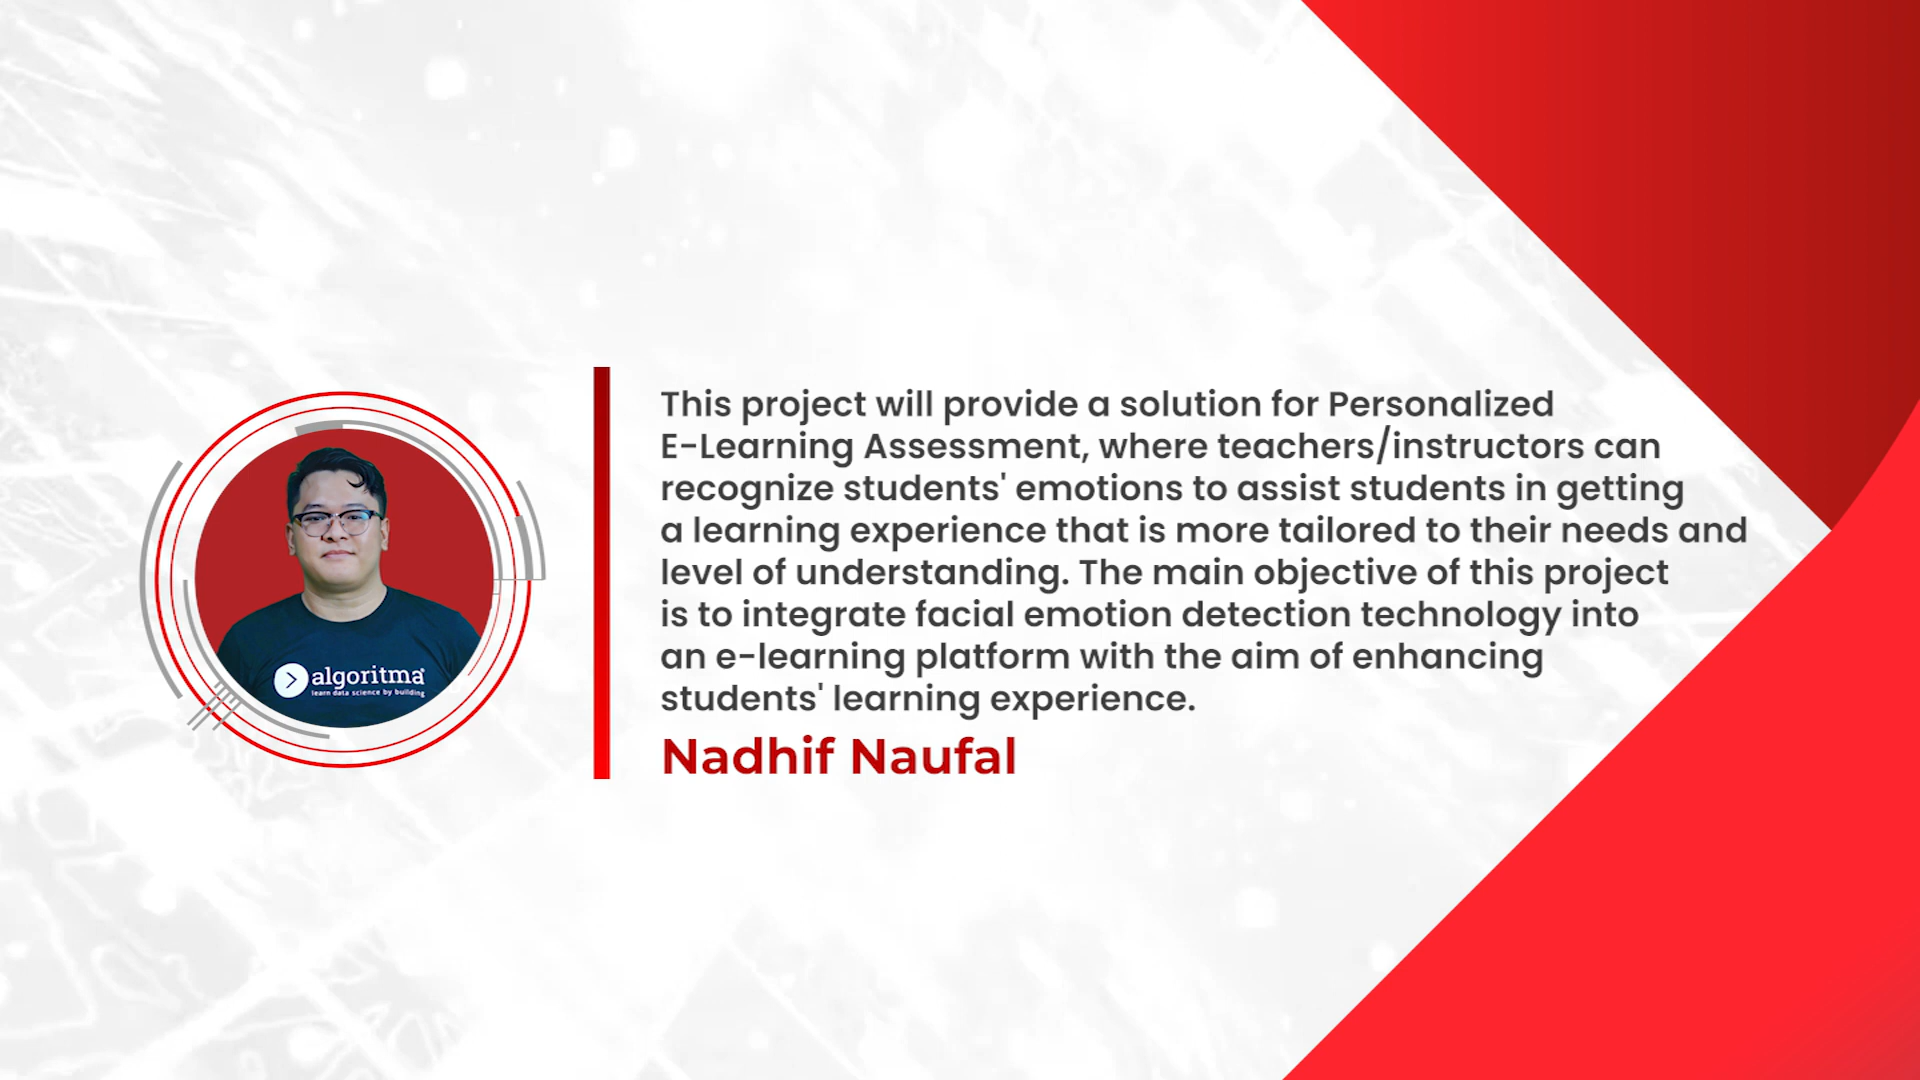 This project will provide a solution for Personalized
E-Learning Assessment, where teachers/instructors can
recognize students' emotions to assist students in getting
a learning experience that is more tailored to their needs and
level of understanding. The main objective of this project
is to integrate facial emotion detection technology into
an e-learning platform with the aim of enhancing
students' learning experience.
Nadhif Naufal
algoritma
learn data science by building